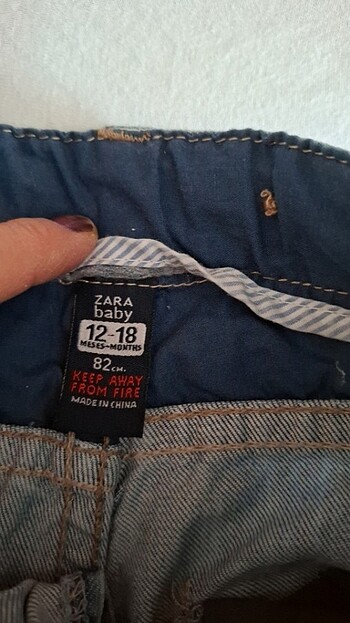 ZARA
baby
12-18
MESES-MONTHS
82CM.
KEEP AWAY
FROM FIRE
MADE IN CHINA